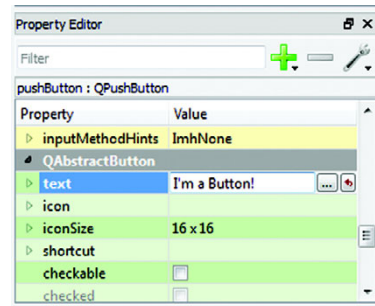 Property Editor
Filter
pushButton : QPushButton
Property Value
inputMethodHints ImhNone
QAbstractButton
text I'm a Button! ...
icon
iconSize 16 x 16
shortcut
checkable
checked